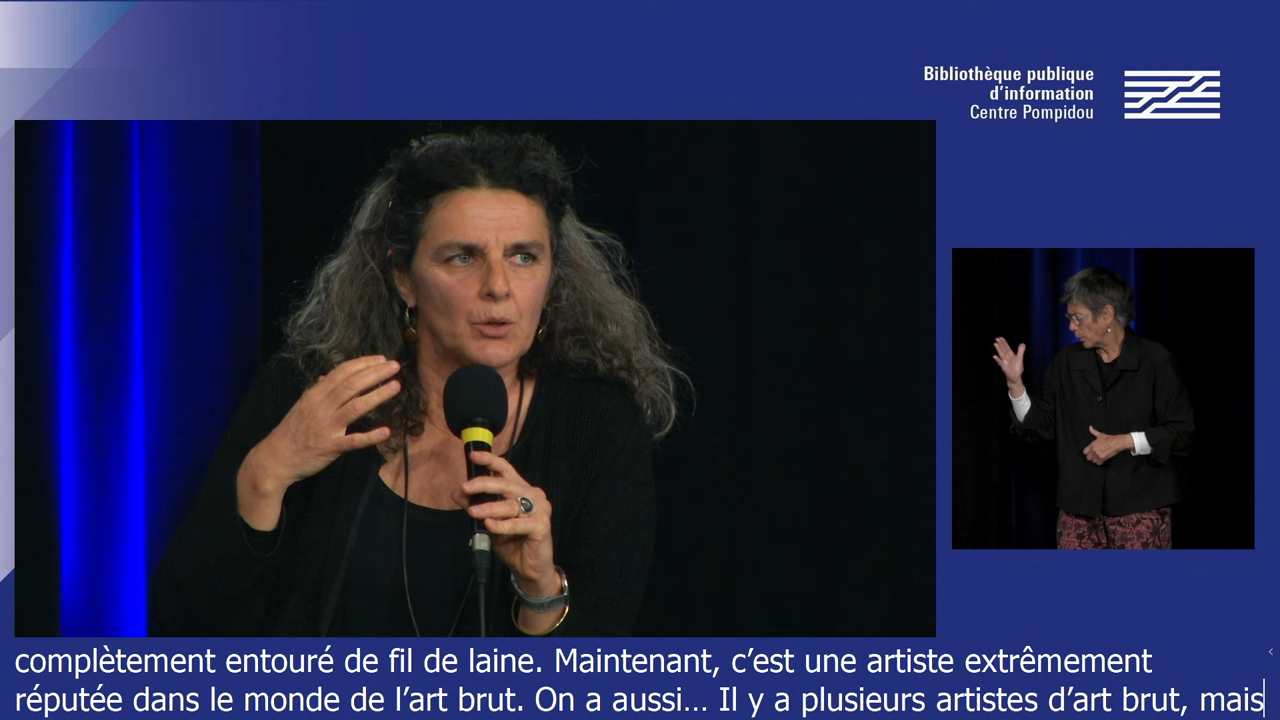 Bibliothèque publique
d’information
Centre Pompidou
complètement entouré de fil de laine. Maintenant, c’est une artiste extrêmement
réputée dans le monde de l’art brut. On a aussi… Il y a plusieurs artistes d’art brut, mais